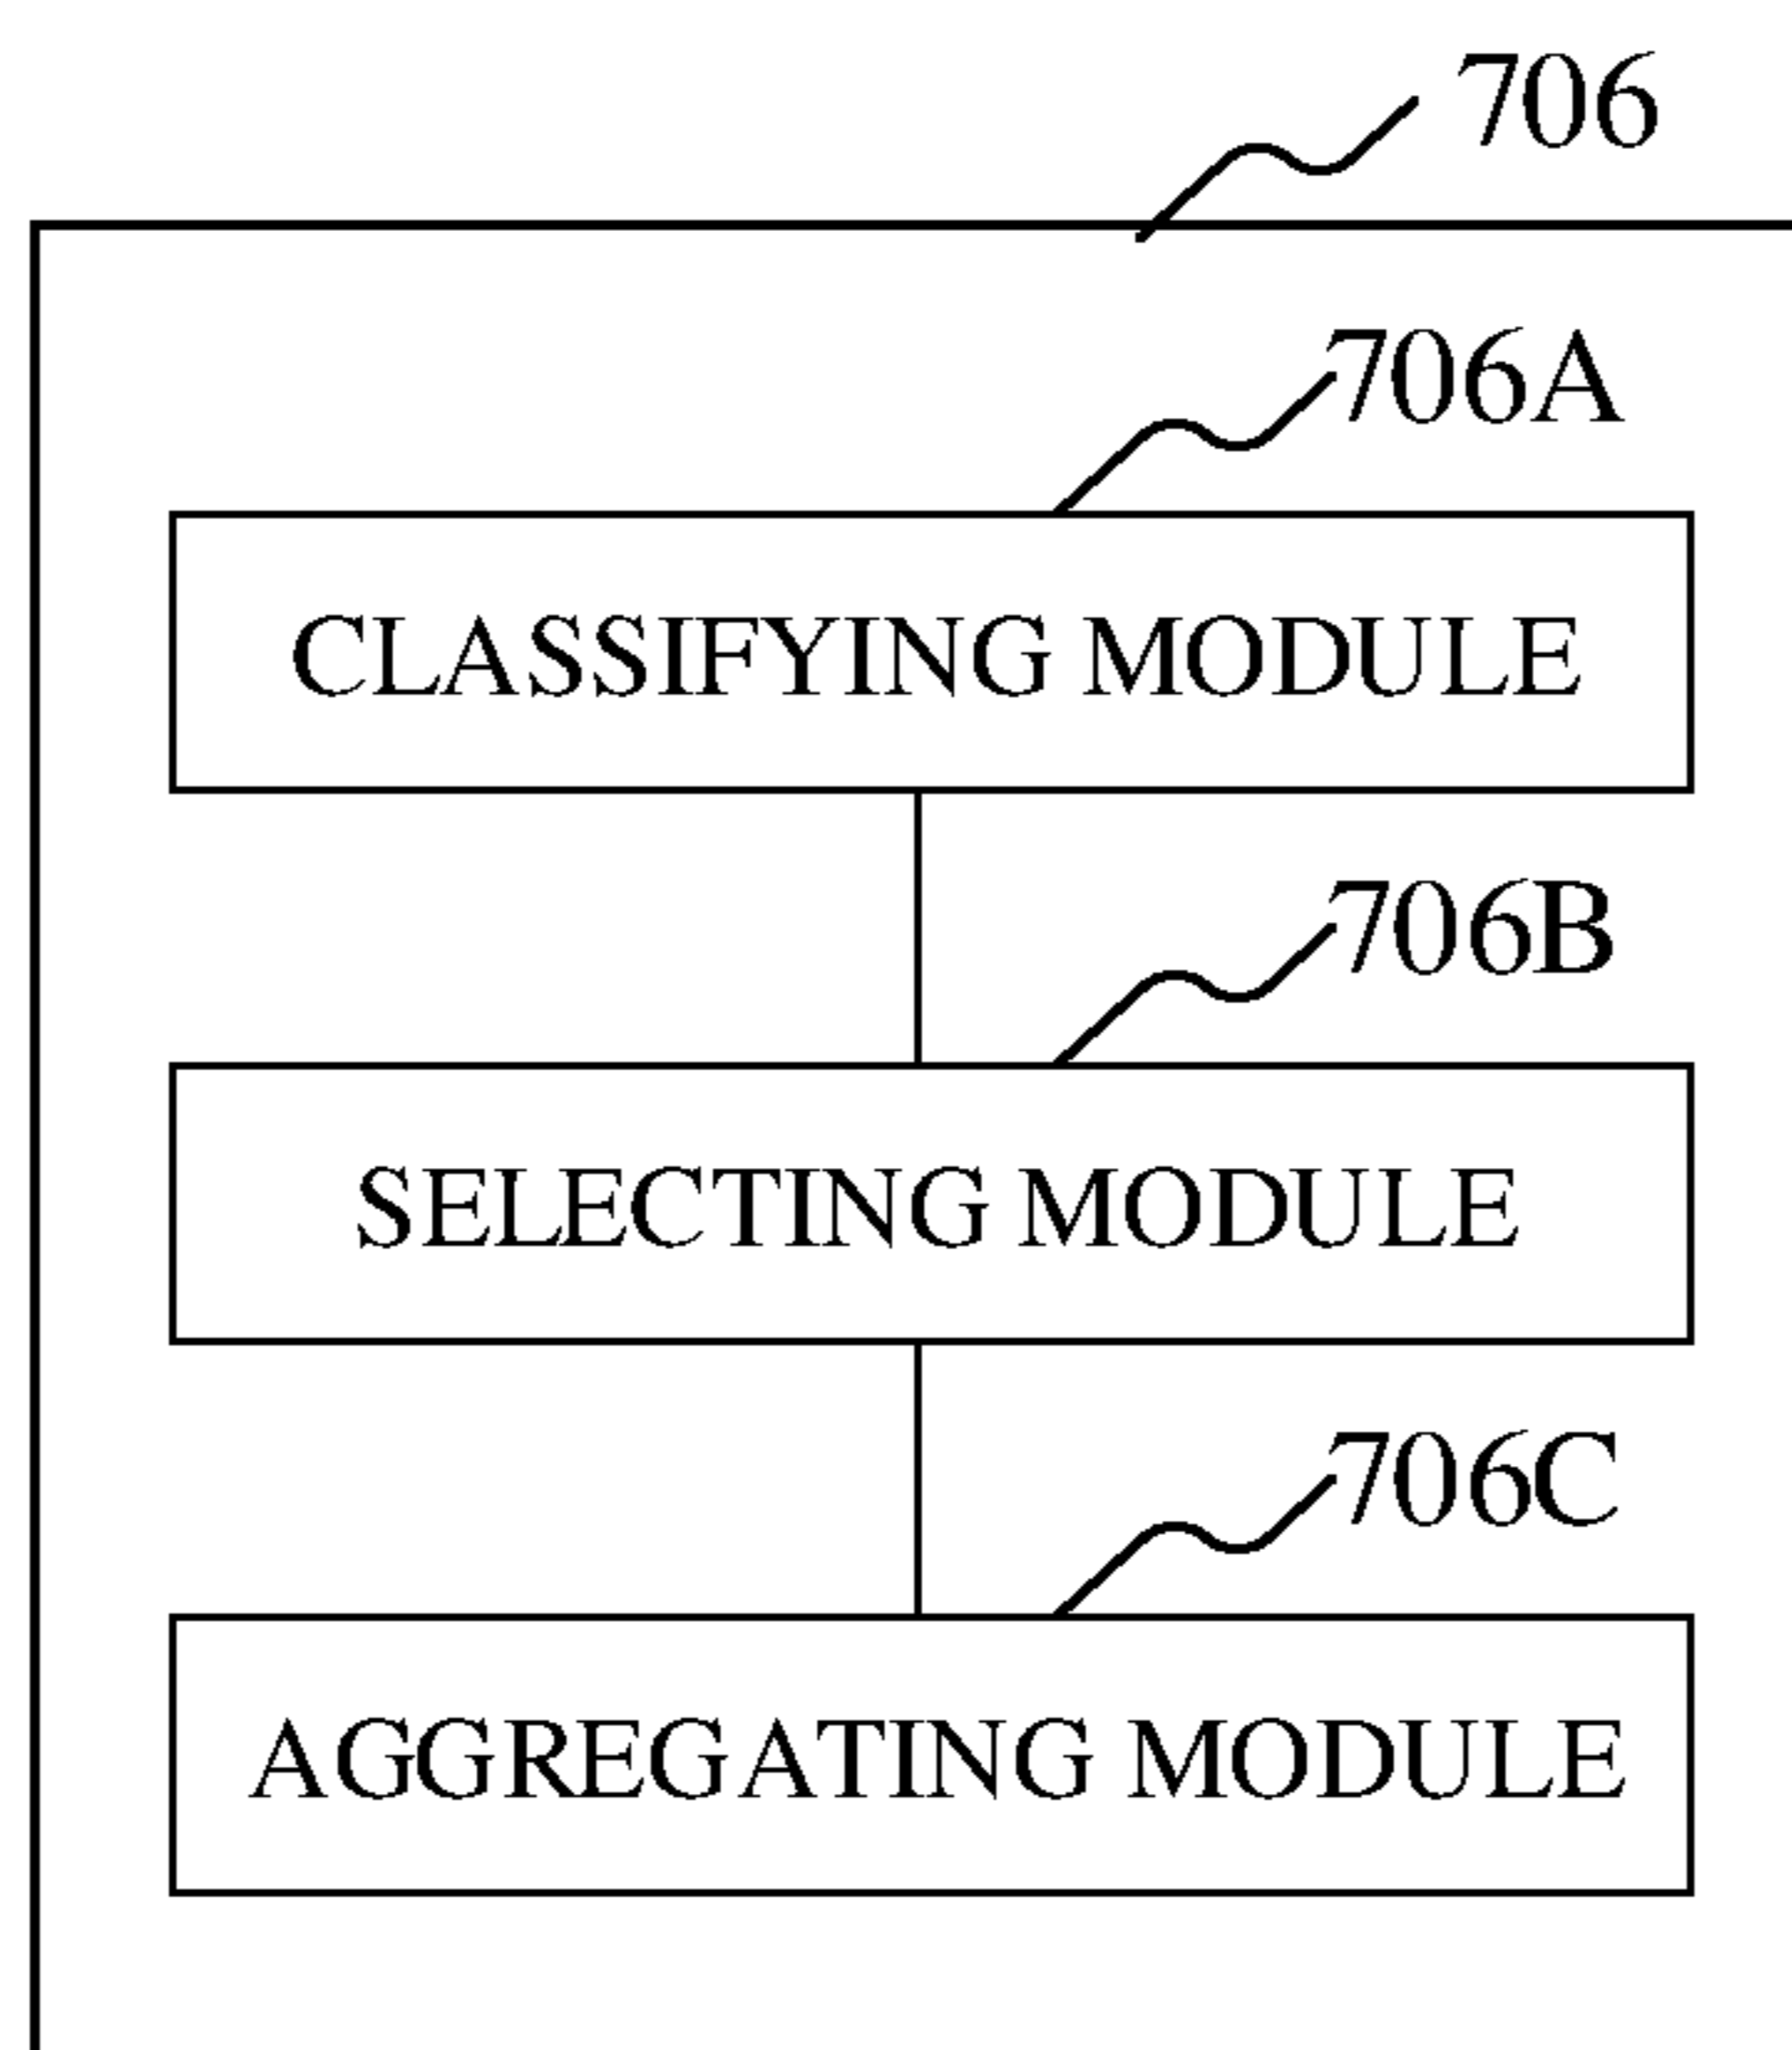 706
706A
CLASSIFYING MODULE
706B
SELECTING MODULE
706C
AGGREGATING MODULE